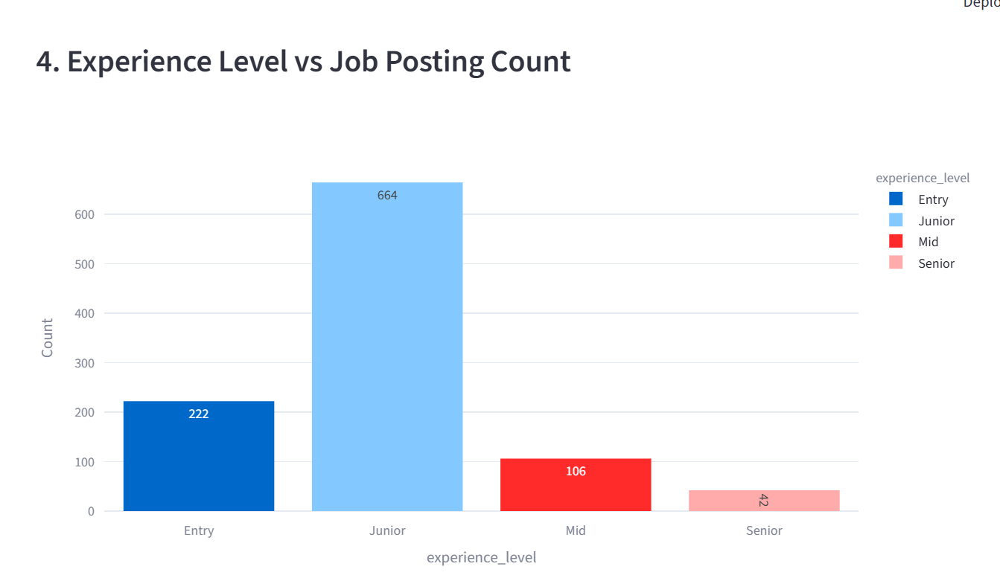 Deplo
4. Experience Level vs Job Posting Count
experience_level
Entry
Junior
Mid
Senior
Count
600
500
400
300
200
100
0
664
222
106
42
Entry
Junior
Mid
Senior
experience_level